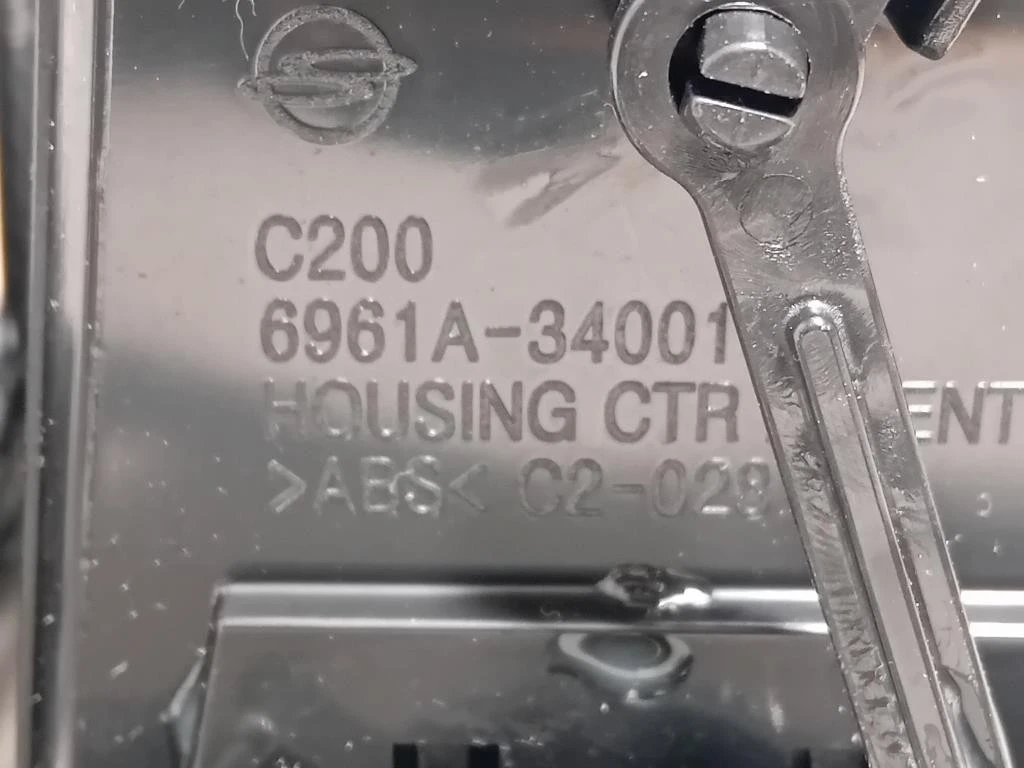 C200
6961A-34001
HOUSING CTR
>ABS< C2-028